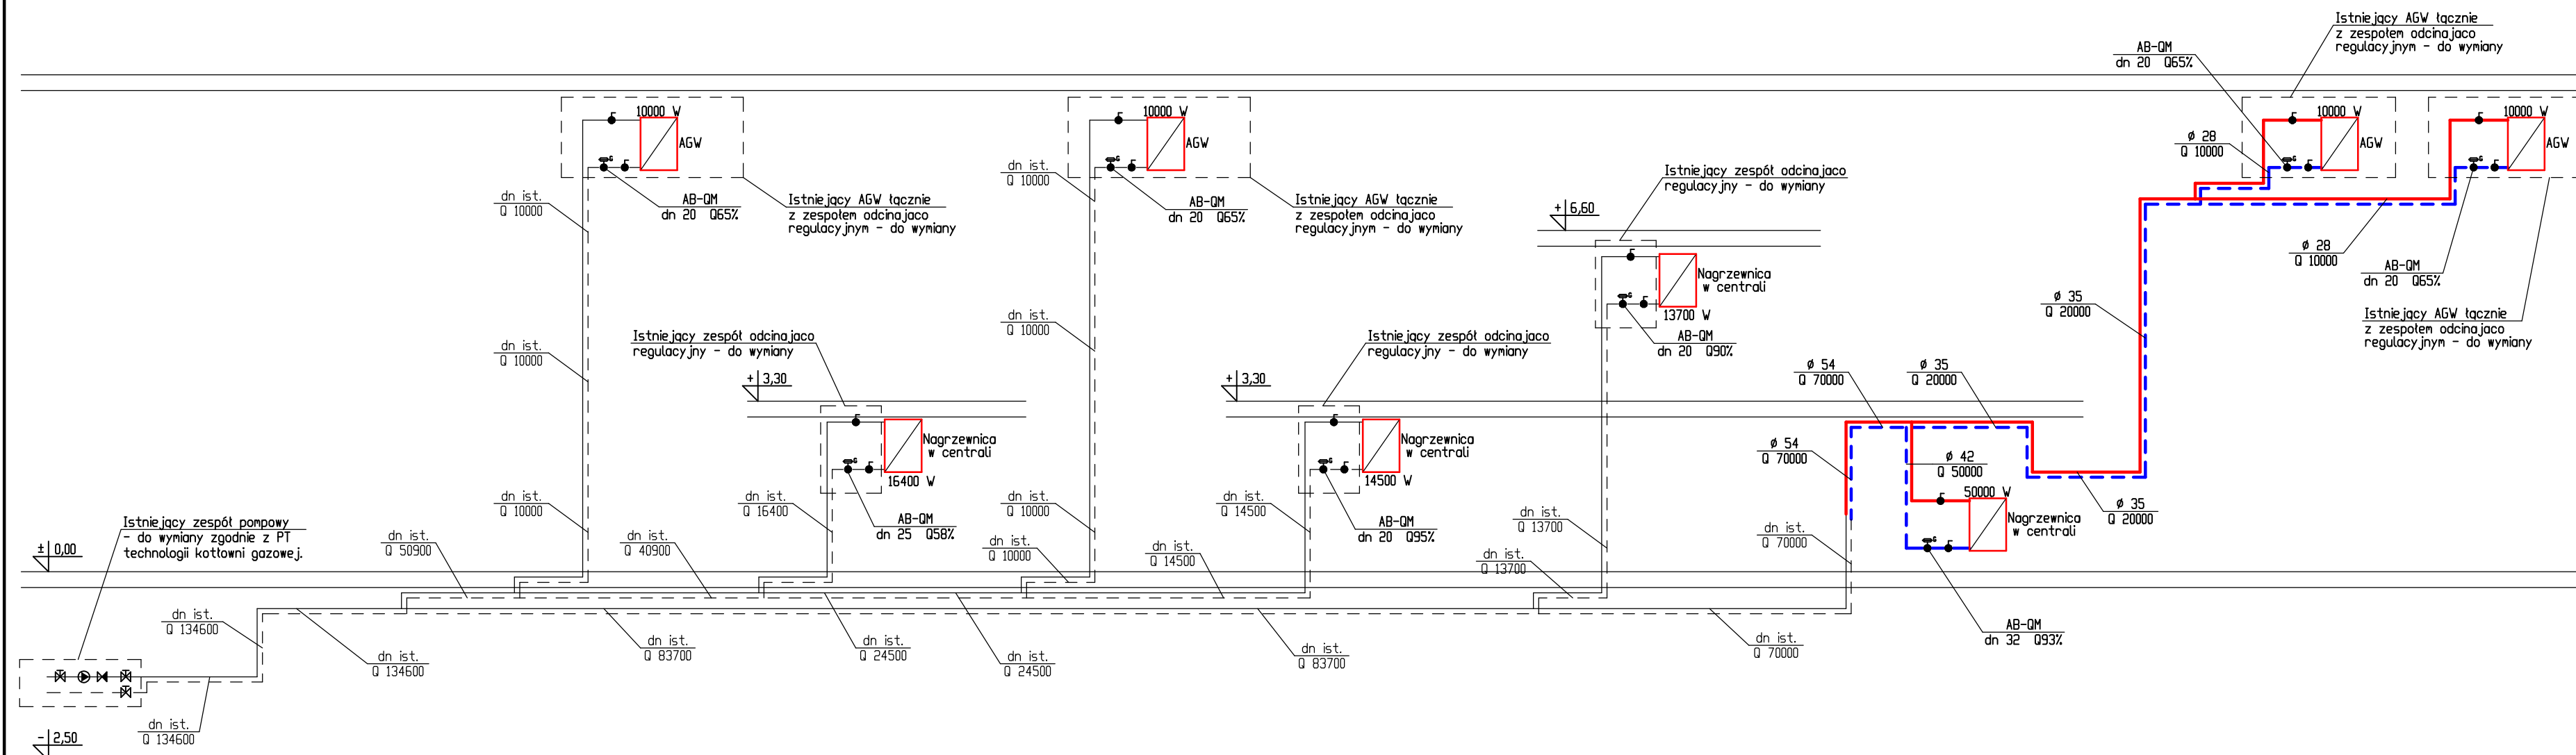 Istniejący AGW łącznie
z zespołem odcinajaco
regulacyjnym - do wymiany
AB-QM
dn 20 Q65%
10000 W
AGW
10000 W
AGW
10000 W
AGW
10000 W
AGW
ø 28
Q 10000
dn ist.
Q 10000
AB-QM
dn 20 Q65%
Istniejący AGW łącznie
z zespołem odcinajaco
regulacyjnym - do wymiany
dn ist.
Q 10000
AB-QM
dn 20 Q65%
Istniejący AGW łącznie
z zespołem odcinajaco
regulacyjnym - do wymiany
Istniejący zespół odcinajaco
regulacyjny - do wymiany
+ 6,60
Nagrzewnica
w centrali
13700 W
AB-QM
dn 20 Q90%
ø 28
Q 10000
AB-QM
dn 20 Q65%
ø 35
Q 20000
Istniejący AGW łącznie
z zespołem odcinajaco
regulacyjnym - do wymiany
dn ist.
Q 10000
Istniejący zespół odcinajaco
regulacyjny - do wymiany
+ 3,30
dn ist.
Q 10000
Istniejący zespół odcinajaco
regulacyjny - do wymiany
+ 3,30
ø 54
Q 70000
ø 35
Q 20000
Nagrzewnica
w centrali
16400 W
Nagrzewnica
w centrali
14500 W
ø 54
Q 70000
ø 42
Q 50000
50000 W
Nagrzewnica
w centrali
ø 35
Q 20000
dn ist.
Q 10000
dn ist.
Q 16400
AB-QM
dn 25 Q58%
dn ist.
Q 10000
dn ist.
Q 14500
AB-QM
dn 20 Q95%
dn ist.
Q 13700
dn ist.
Q 70000
Istniejący zespół pompowy
- do wymiany zgodnie z PT
technologii kotłowni gazowej.
± 0,00
dn ist.
Q 50900
dn ist.
Q 40900
dn ist.
Q 10000
dn ist.
Q 14500
dn ist.
Q 13700
dn ist.
Q 134600
dn ist.
Q 134600
dn ist.
Q 83700
dn ist.
Q 24500
dn ist.
Q 24500
dn ist.
Q 83700
dn ist.
Q 70000
AB-QM
dn 32 Q93%
dn ist.
Q 134600
- 2,50